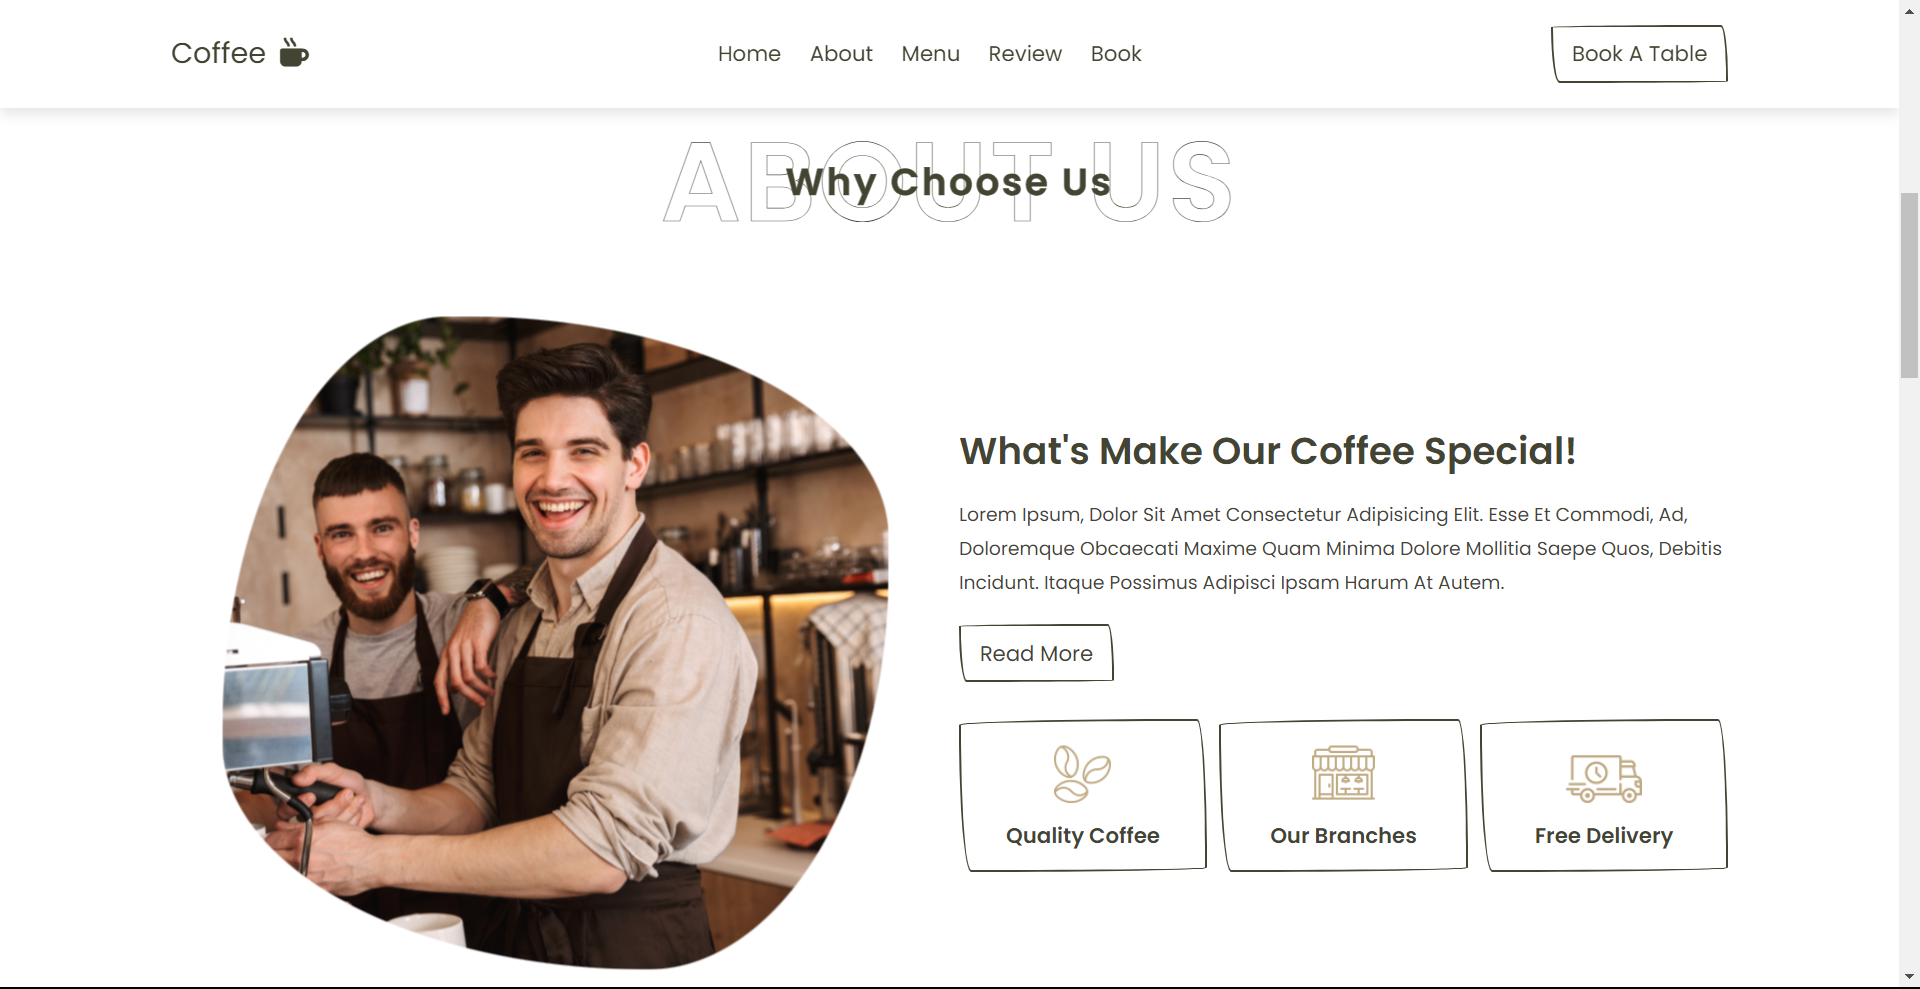 Coffee
Home About Menu Review Book
Book A Table
ABOUT US
Why Choose Us
What's Make Our Coffee Special!
Lorem Ipsum, Dolor Sit Amet Consectetur Adipisicing Elit. Esse Et Commodi, Ad,
Doloremque Obcaecati Maxime Quam Minima Dolore Mollitia Saepe Quos, Debitis
Incidunt. Itaque Possimus Adipisci Ipsam Harum At Autem.
Read More
Quality Coffee
Our Branches
Free Delivery